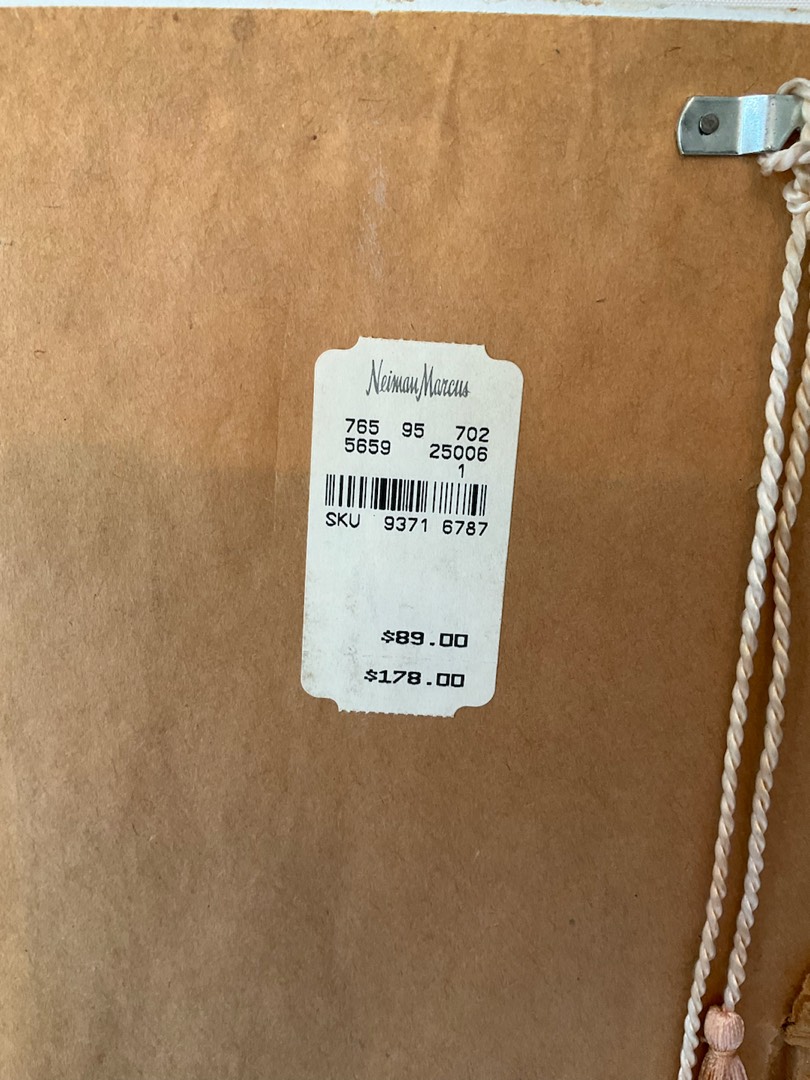 Neiman Marcus
765 95 702
5659 25006
1
SKU 9371 6787
$89.00
$178.00